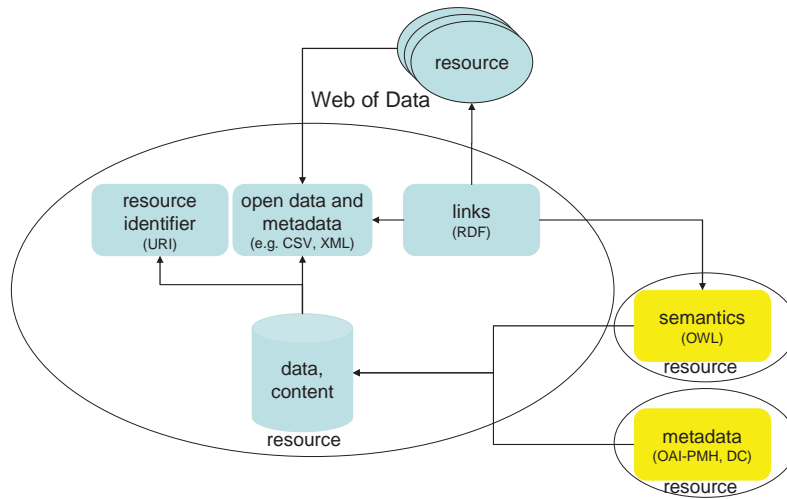 resource
Web of Data
resource
identifier
(URI)
open data and
metadata
(e.g. CSV, XML)
links
(RDF)
semantics
(OWL)
resource
data,
content
resource
metadata
(OAI-PMH, DC)
resource